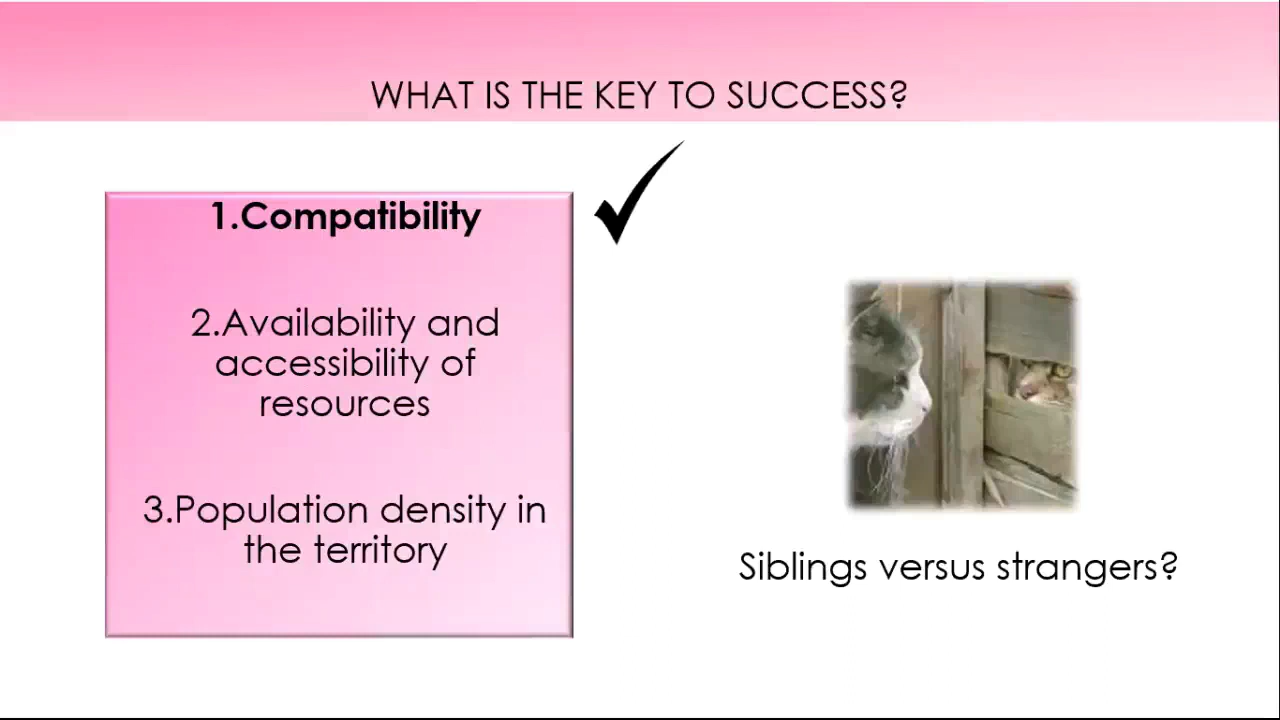 WHAT IS THE KEY TO SUCCESS?
1.Compatibility
2.Availability and
accessibility of
resources
3.Population density in
the territory
Siblings versus strangers?